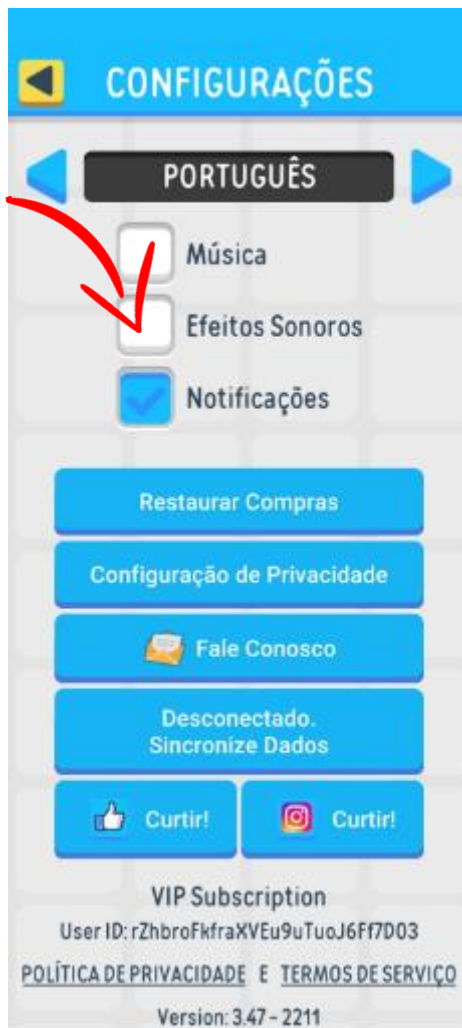 CONFIGURAÇÕES
PORTUGUÊS
Música
Efeitos Sonoros
Notificações
Restaurar Compras
Configuração de Privacidade
Fale Conosco
Desconectado.
Sincronize Dados
Curtir! Curtir!
VIP Subscription
User ID: rZhbroFkfraXVEu9uTuoJ6Ff7D03
POLÍTICA DE PRIVACIDADE E TERMOS DE SERVIÇO
Version: 3.47 - 2211